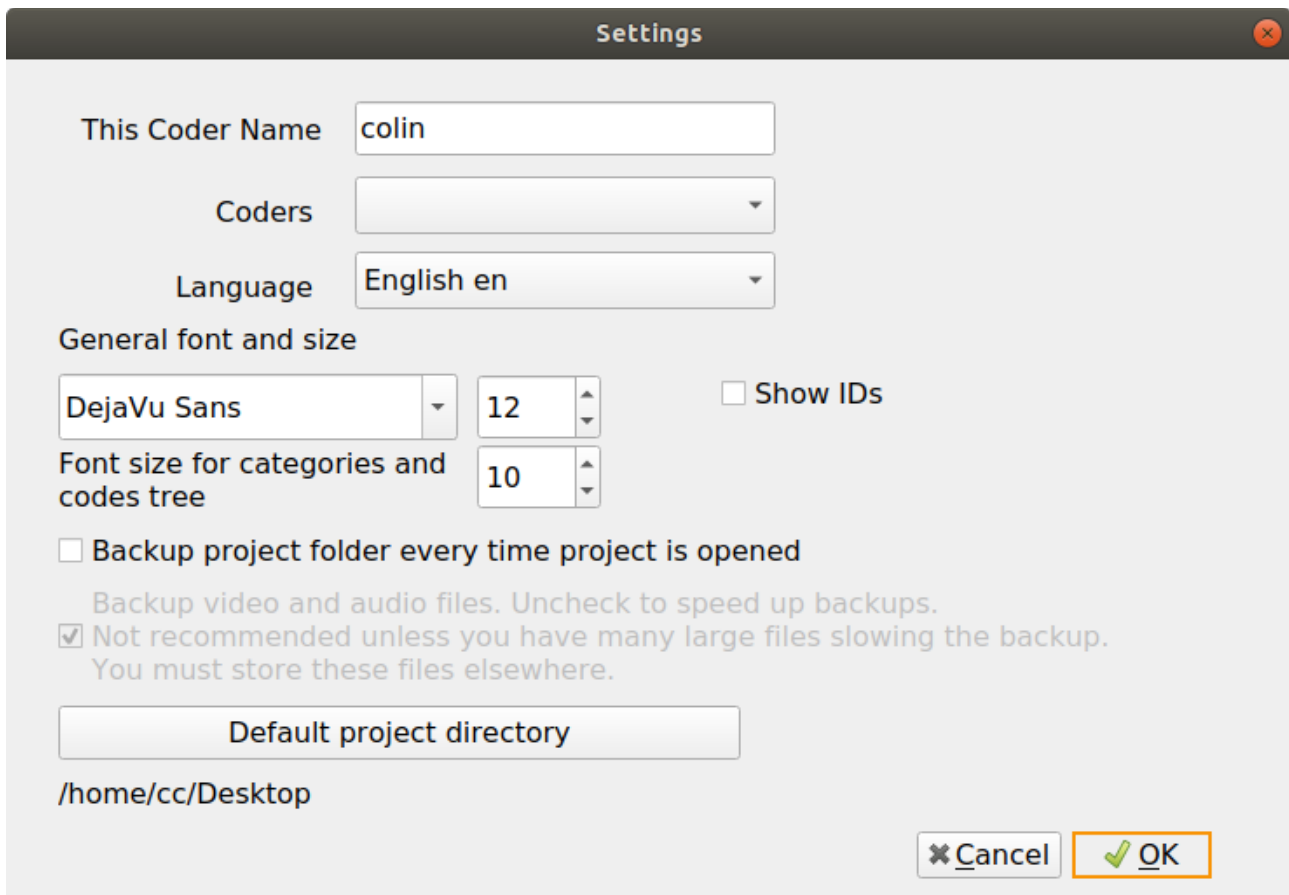 Settings
This Coder Name
colin
Coders
Language
English en
General font and size
DejaVu Sans
12
Show IDs
Font size for categories and
codes tree
10
Backup project folder every time project is opened
Backup video and audio files. Uncheck to speed up backups.
Not recommended unless you have many large files slowing the backup.
You must store these files elsewhere.
Default project directory
/home/cc/Desktop
Cancel
OK